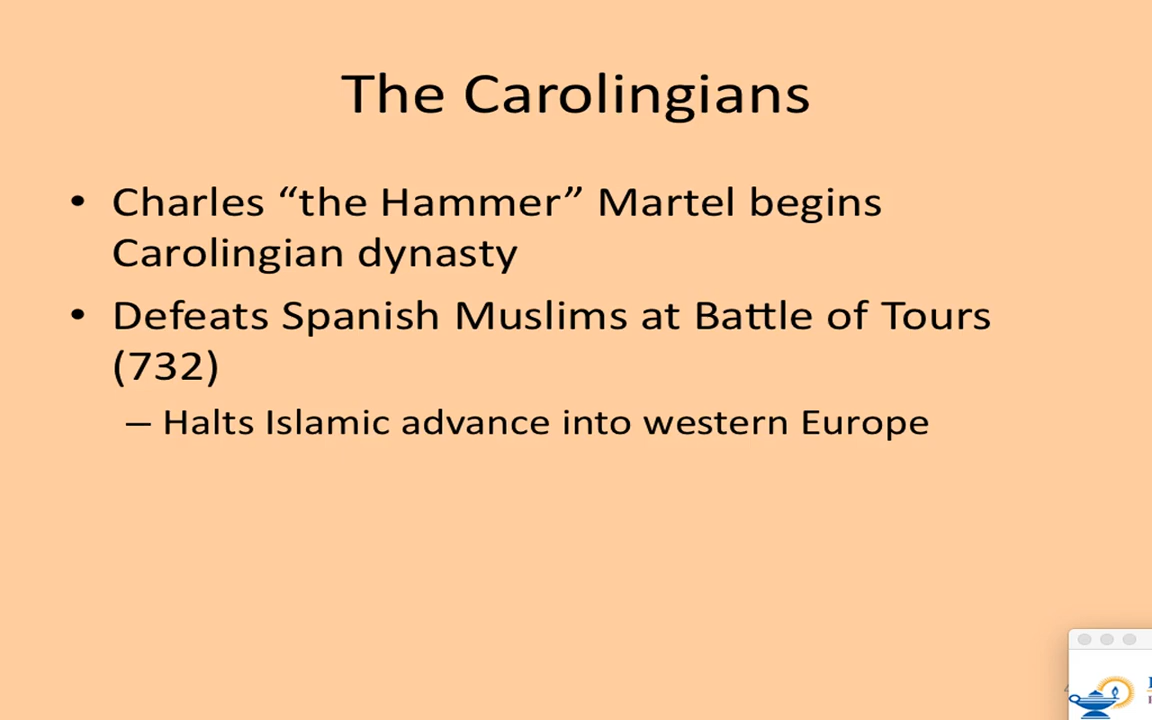 The Carolingians
• Charles “the Hammer” Martel begins
Carolingian dynasty
• Defeats Spanish Muslims at Battle of Tours
(732)
– Halts Islamic advance into western Europe